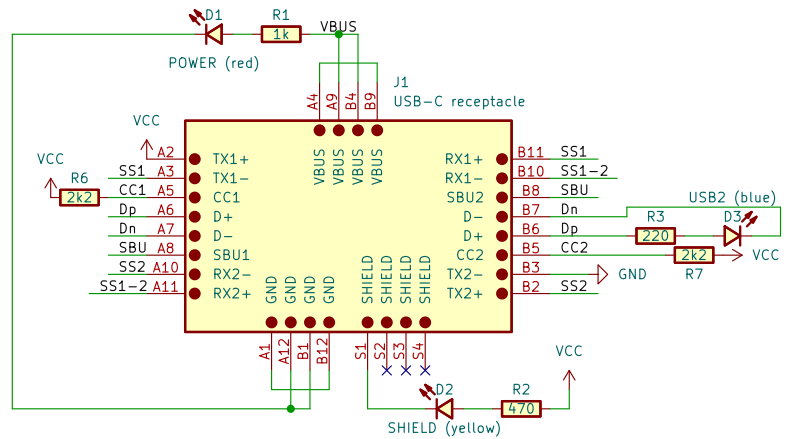 D1
R1
1k
VBUS
POWER (red)
J1
USB-C receptacle
A4
A9
B4
B9
VBUS
VBUS
VBUS
VBUS
VCC
A2
TX1+
RX1+
B11
SS1
VCC
SS1
A3
TX1-
RX1-
B10
SS1-2
R6
2k2
CC1
A5
CC1
SBU2
B8
SBU
USB2 (blue)
Dp
A6
D+
D-
B7
Dn
R3
D3
Dn
A7
D-
D+
B6
Dp
220
SBU
A8
SBU1
CC2
B5
CC2
2k2
VCC
R7
SS2
A10
RX2-
TX2-
B3
GND
SS1-2
A11
RX2+
TX2+
B2
SS2
GND
GND
GND
GND
SHIELD
SHIELD
SHIELD
SHIELD
A1
A12
B1
B12
S1
S2
S3
S4
VCC
D2
R2
470
SHIELD (yellow)